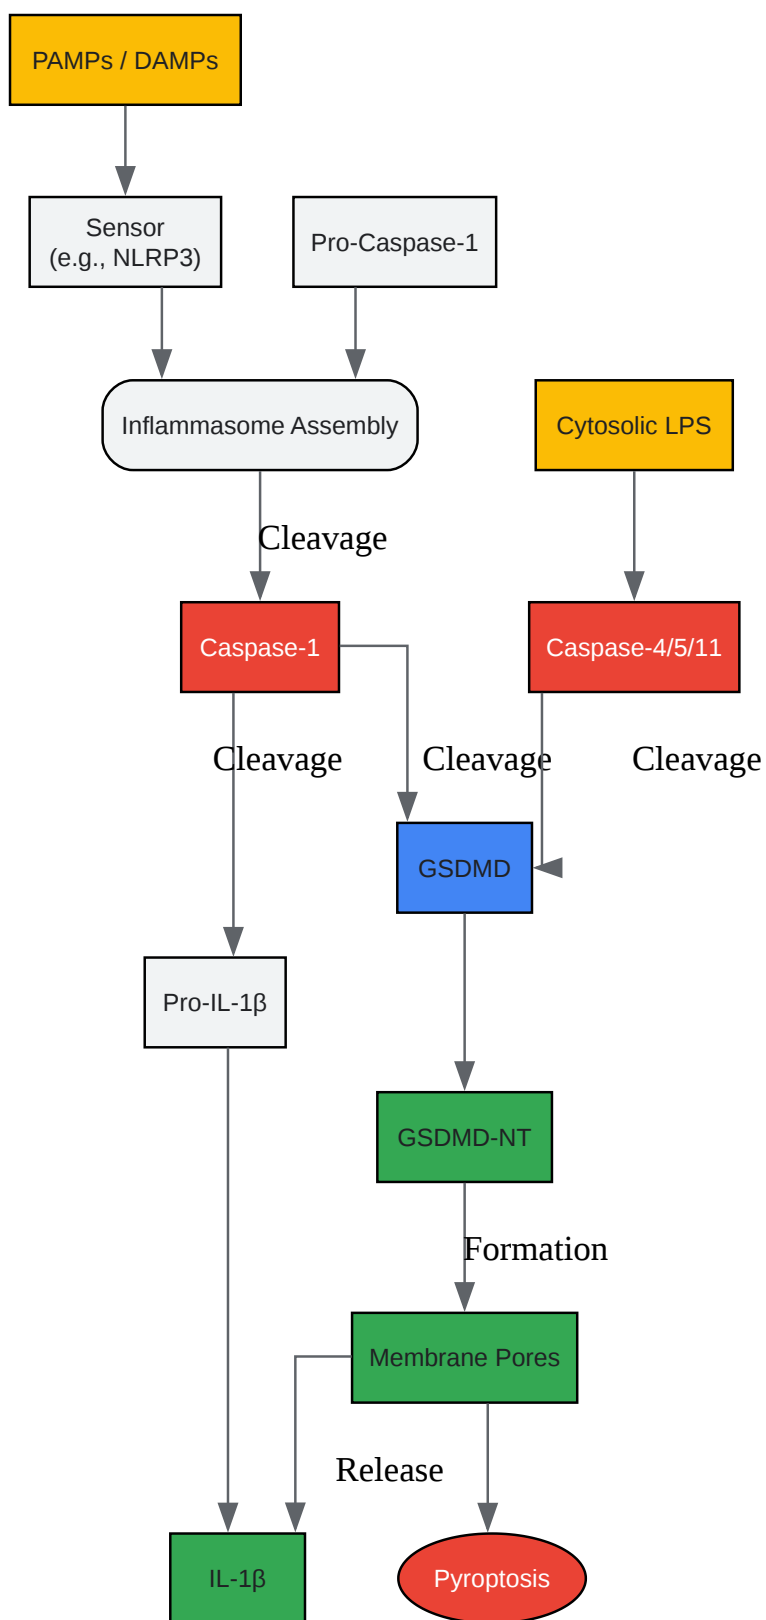 PAMPs / DAMPs
Sensor
(e.g., NLRP3)
Pro-Caspase-1
Inflammasome Assembly
Cytosolic LPS
Cleavage
Caspase-1
Caspase-4/5/11
Cleavage
Cleavage
Cleavage
GSDMD
Pro-IL-1β
GSDMD-NT
Formation
Membrane Pores
Release
IL-1β
Pyroptosis